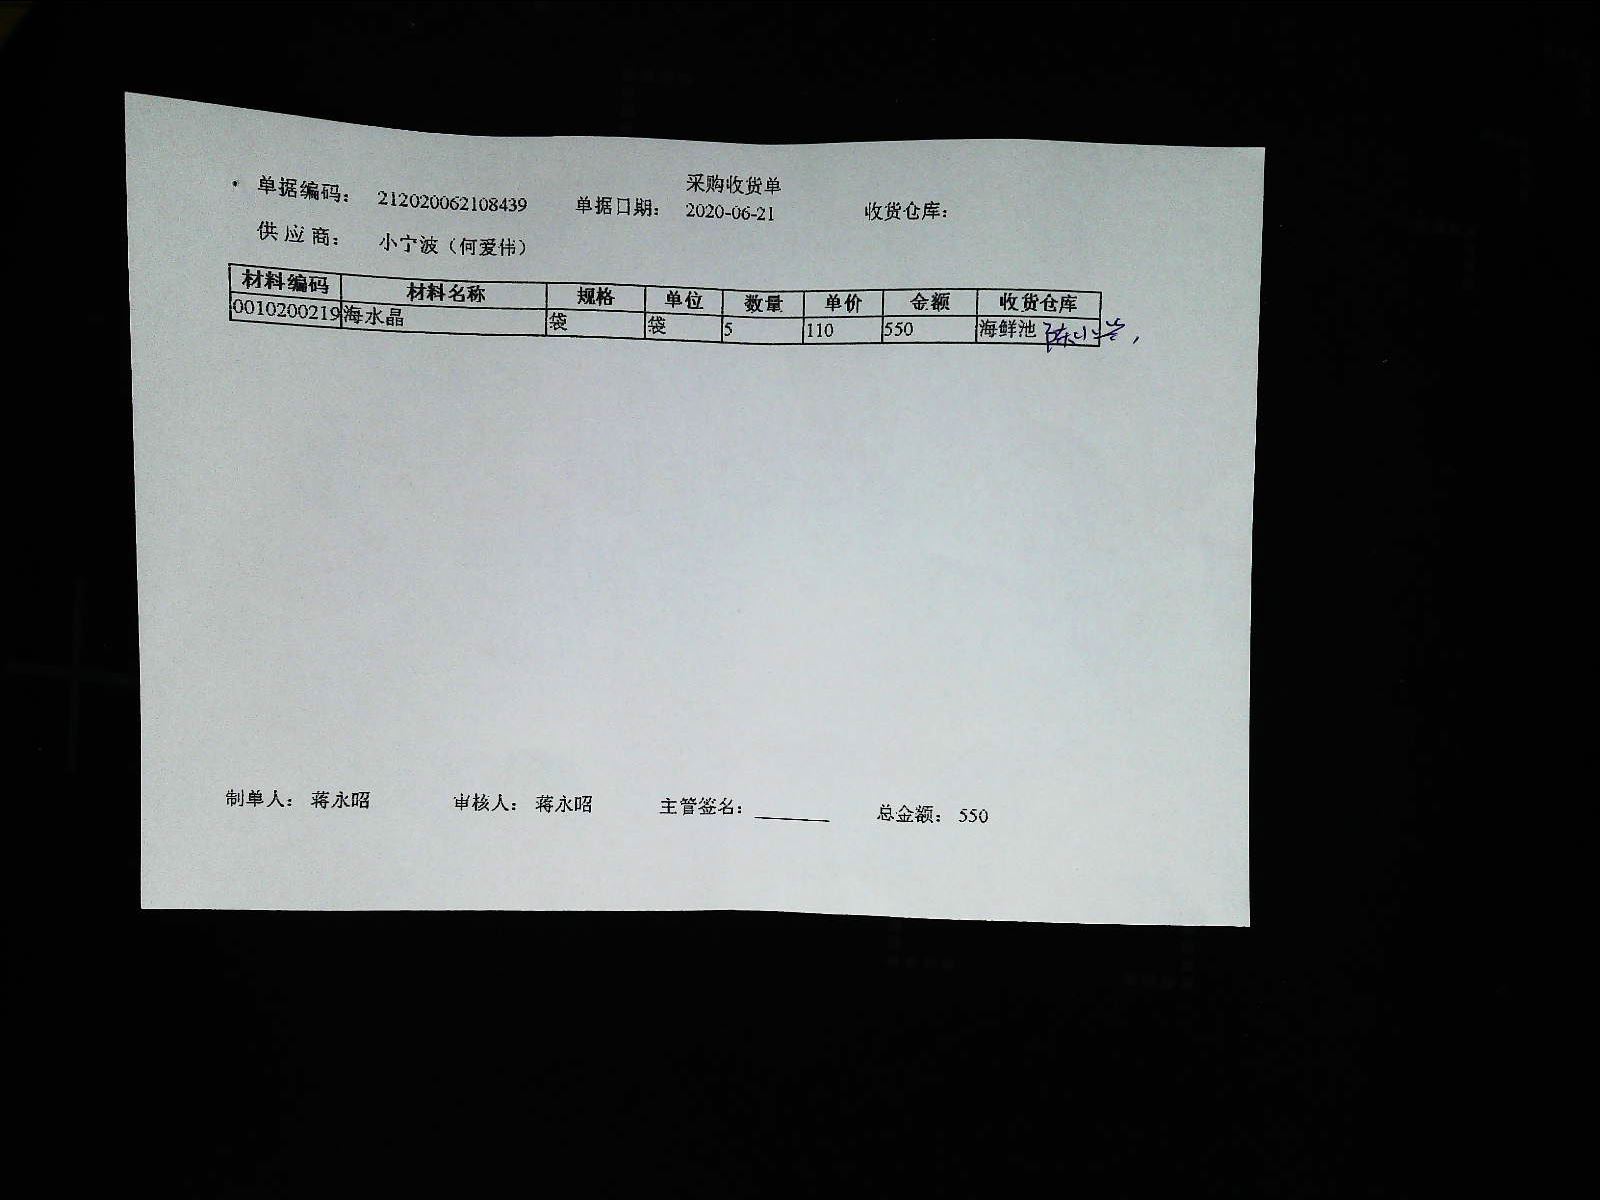 采购收货单
单据编码: 212020062108439 单据日期: 2020-06-21 收货仓库:
供应商: 小宁波（何爱伟）
材料编码 材料名称 规格 单位 数量 单价 金额 收货仓库
0010200219 海水晶 袋 袋 5 110 550 海鲜池
制单人: 蒋永昭 审核人: 蒋永昭 主管签名: 总金额: 550